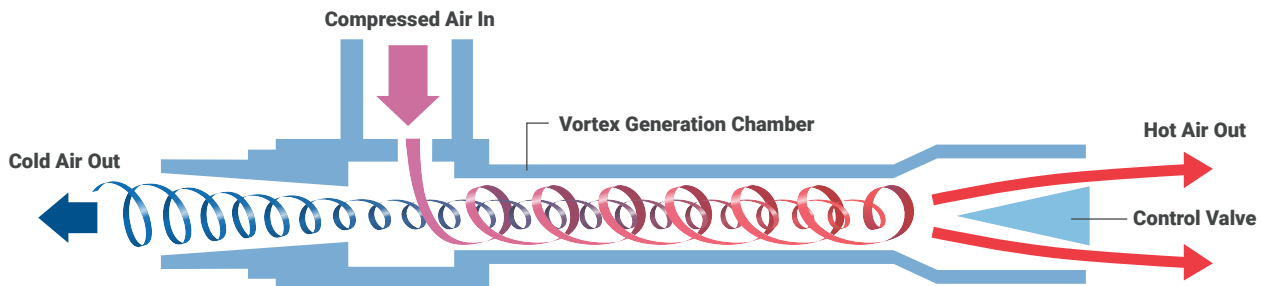 Compressed Air In
Vortex Generation Chamber
Hot Air Out
Cold Air Out
Control Valve